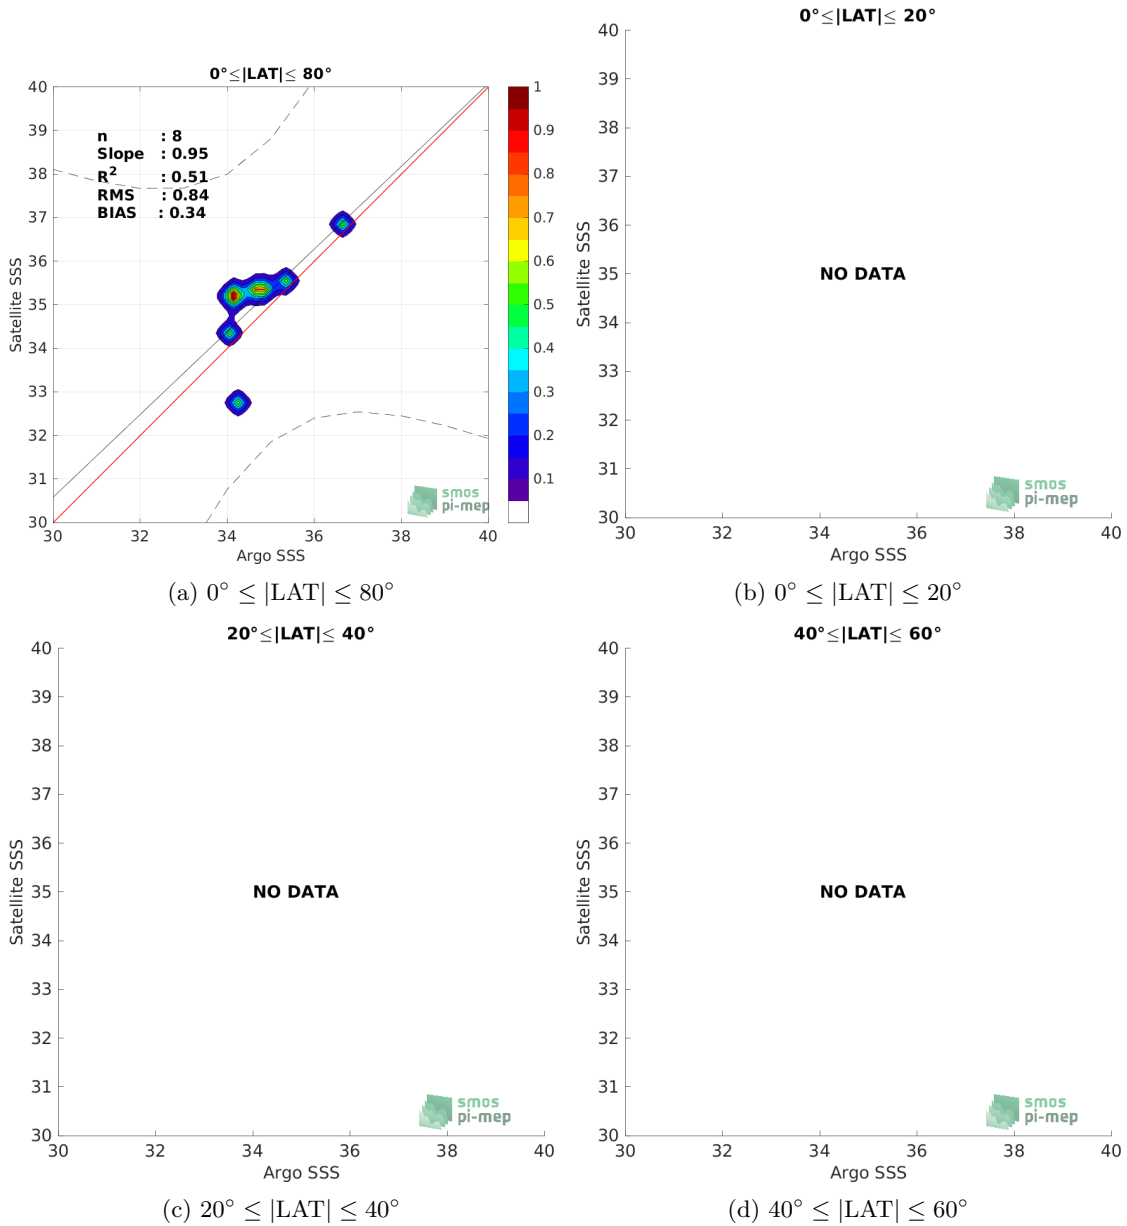 0°≤|LAT|≤ 80°
n : 8
Slope : 0.95
R2 : 0.51
RMS : 0.84
BIAS : 0.34
40
39
38
37
36
35
34
33
32
31
30
30 32 34 36 38 40
Satellite SSS
Argo SSS
1
0.9
0.8
0.7
0.6
0.5
0.4
0.3
0.2
0.1
smos
pi-mep
(a) 0° ≤ |LAT| ≤ 80°
0°≤|LAT|≤ 20°
40
39
38
37
36
35
34
33
32
31
30
30 32 34 36 38 40
Satellite SSS
Argo SSS
NO DATA
smos
pi-mep
(b) 0° ≤ |LAT| ≤ 20°
20°≤|LAT|≤ 40°
40
39
38
37
36
35
34
33
32
31
30
30 32 34 36 38 40
Satellite SSS
Argo SSS
NO DATA
smos
pi-mep
(c) 20° ≤ |LAT| ≤ 40°
40°≤|LAT|≤ 60°
40
39
38
37
36
35
34
33
32
31
30
30 32 34 36 38 40
Satellite SSS
Argo SSS
NO DATA
smos
pi-mep
(d) 40° ≤ |LAT| ≤ 60°